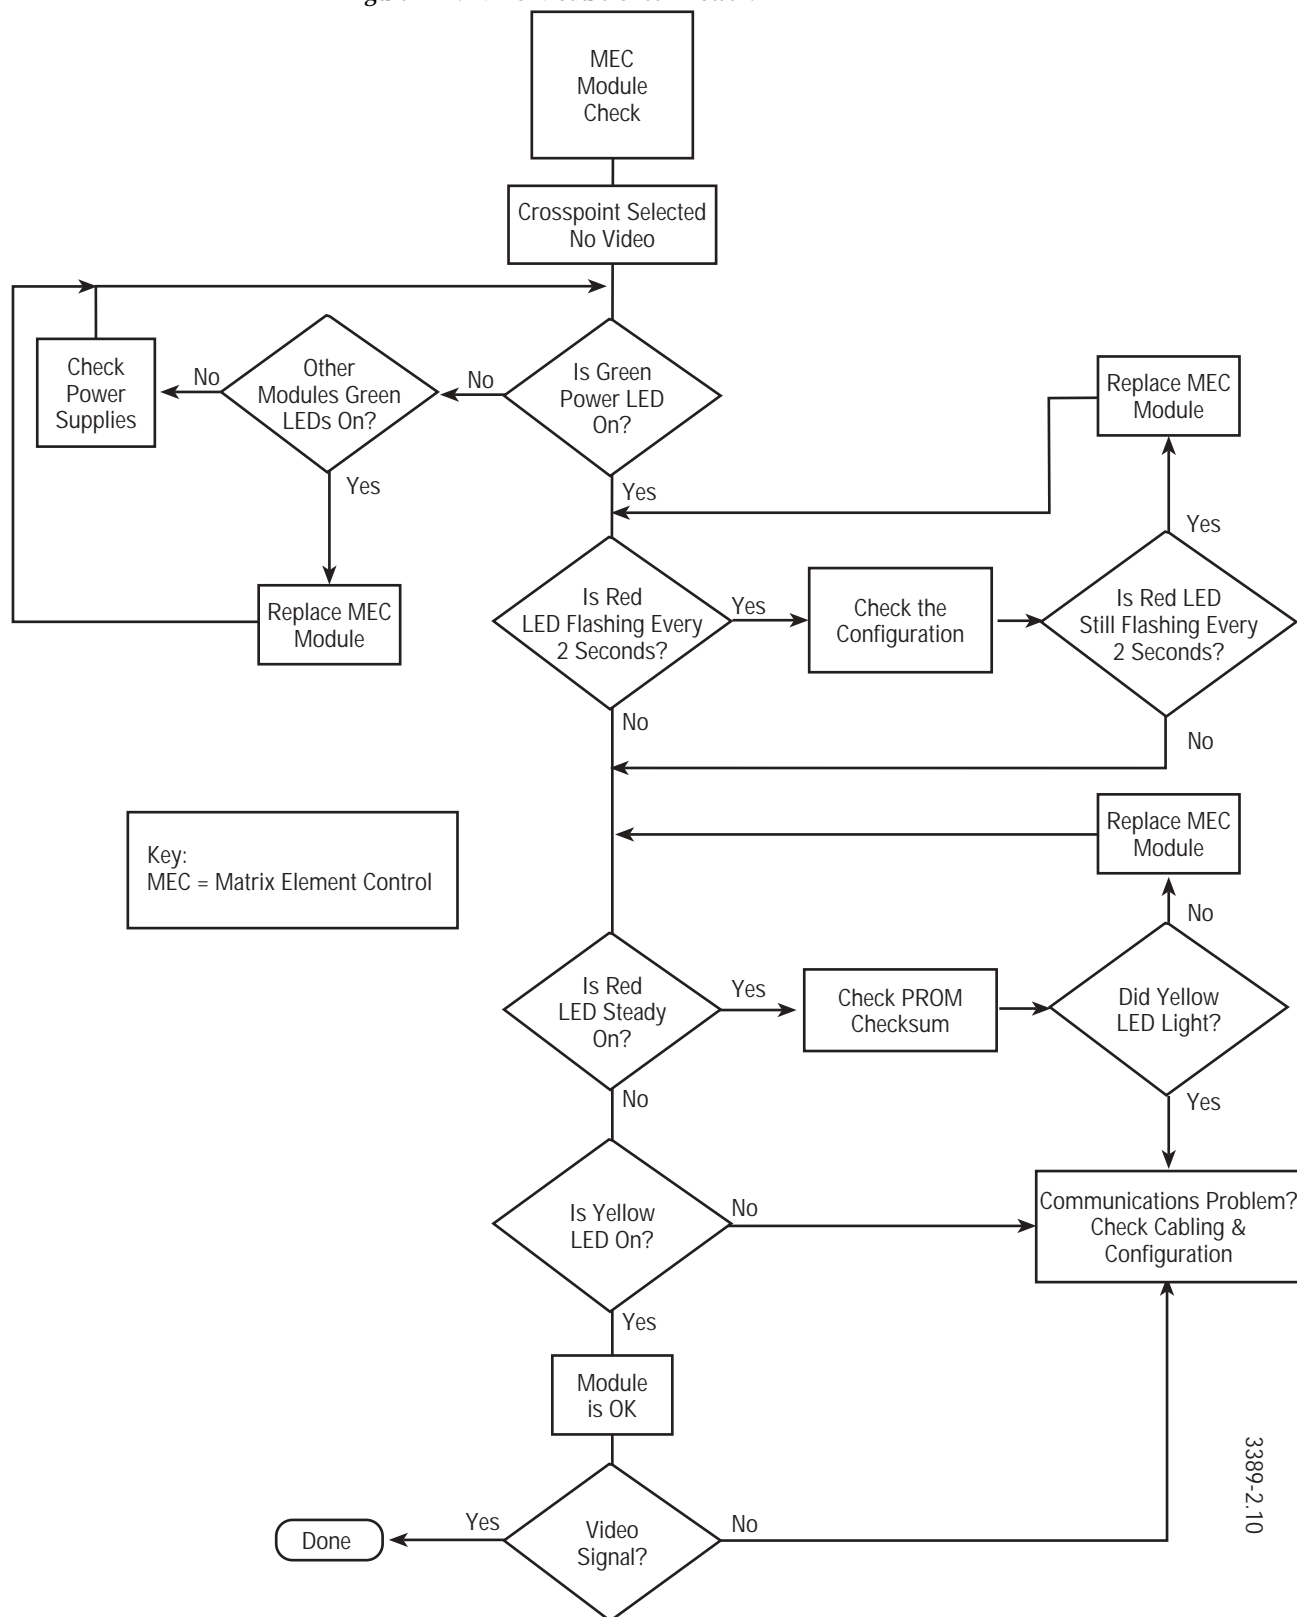 MEC
Module
Check
Crosspoint Selected
No Video
Check
Power
Supplies
No
Other
Modules Green
LEDs On?
No
Is Green
Power LED
On?
Replace MEC
Module
Yes
Yes
Yes
Replace MEC
Module
Is Red
LED Flashing Every
2 Seconds?
Yes
Check the
Configuration
Is Red LED
Still Flashing Every
2 Seconds?
No
No
Key:
MEC = Matrix Element Control
Replace MEC
Module
No
Is Red
LED Steady
On?
Yes
Check PROM
Checksum
Did Yellow
LED Light?
No
Yes
Is Yellow
LED On?
No
Communications Problem?
Check Cabling &
Configuration
Yes
Module
is OK
Done
Yes
Video
Signal?
No
3389-2.10